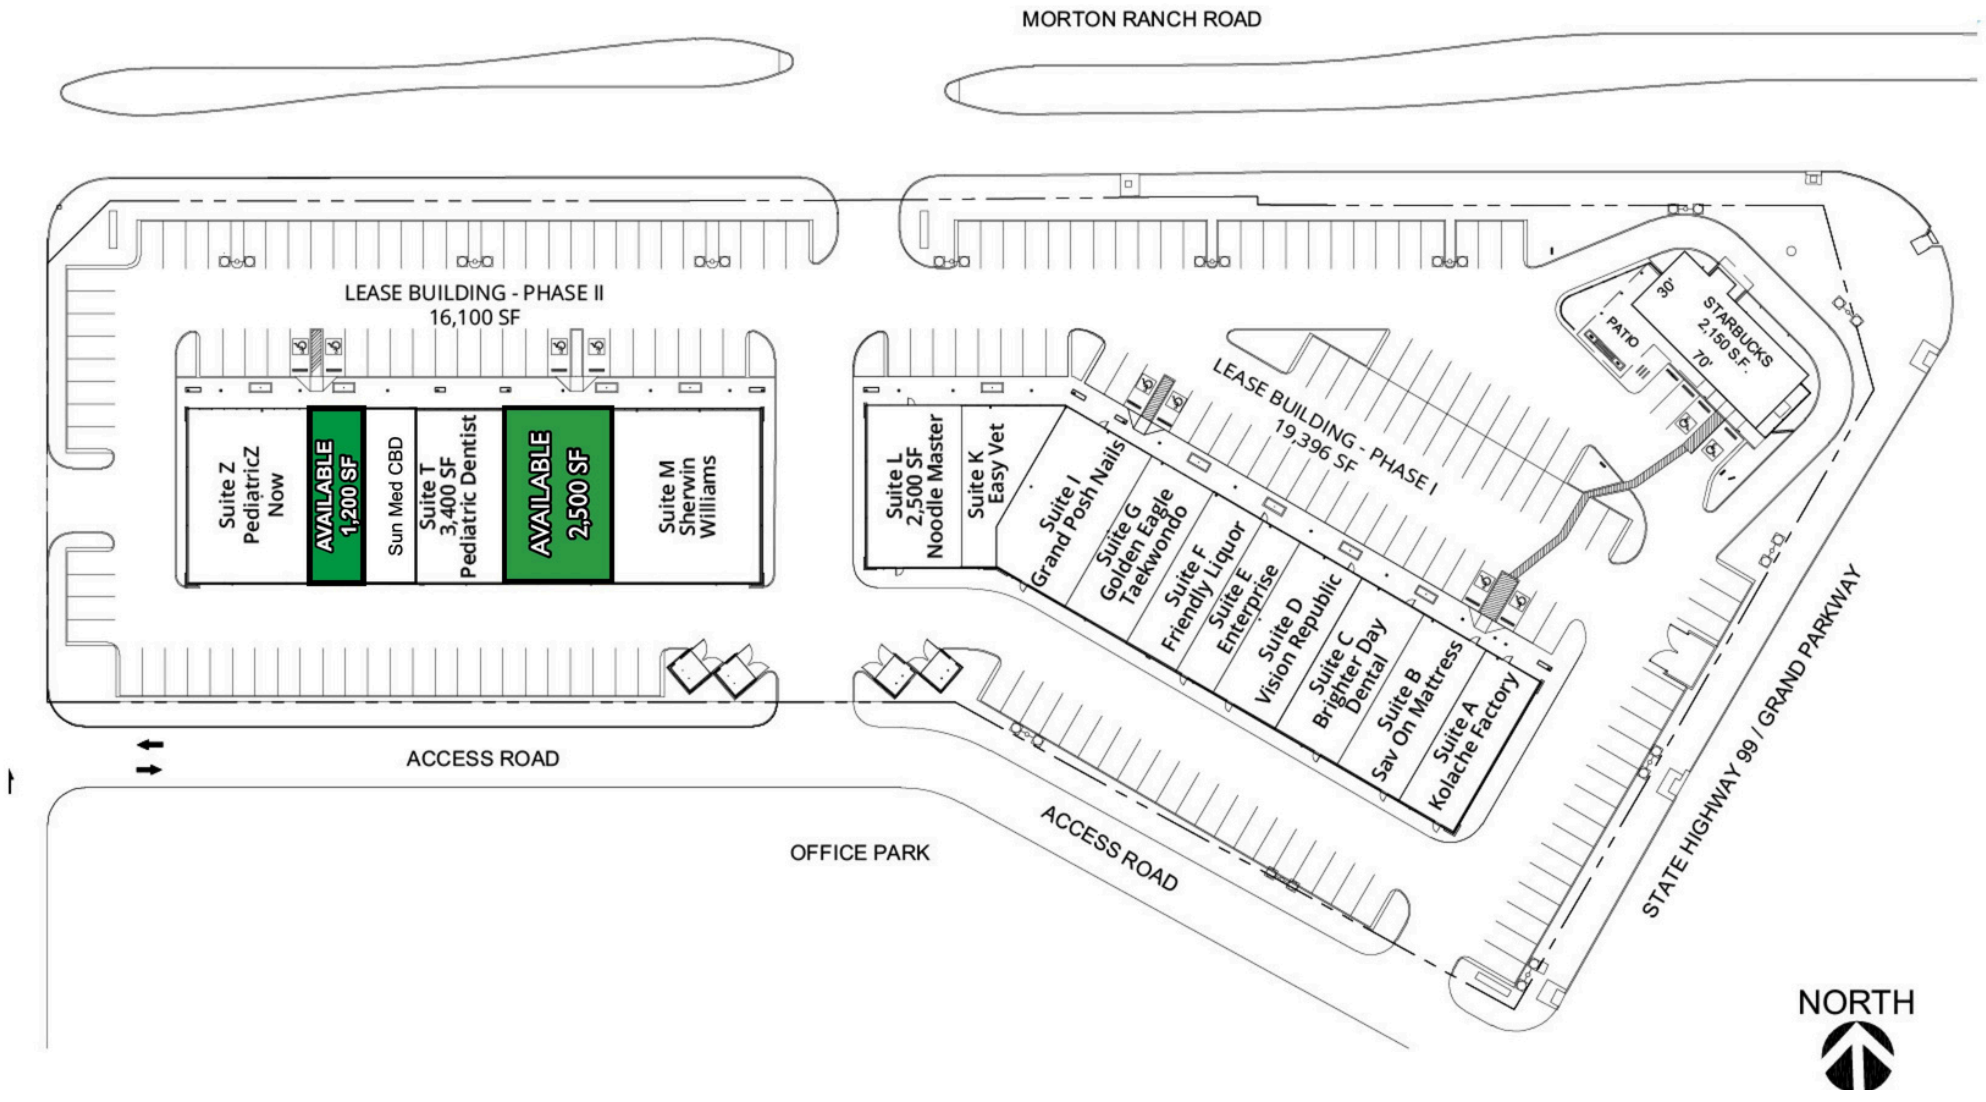 MORTON RANCH ROAD
LEASE BUILDING - PHASE II
16,100 SF
Suite Z
PediatricZ
Now
AVAILABLE
1,200 SF
Sun Med CBD
Suite T
3,400 SF
Pediatric Dentist
AVAILABLE
2,500 SF
Suite M
Sherwin
Williams
Suite L
2,500 SF
Noodle Master
Suite K
Easy Vet
Suite I
Grand Posh Nails
Suite G
Golden Eagle
Taekwondo
Suite F
Friendly Liquor
Suite E
Enterprise
Suite D
Vision Republic
Suite C
Brighter Day
Dental
Suite B
Sav On Mattress
Suite A
Kolache Factory
LEASE BUILDING - PHASE I
19,396 SF
30'
STARBUCKS
2,150 S.F.
70'
PATIO
STATE HIGHWAY 99 / GRAND PARKWAY
ACCESS ROAD
ACCESS ROAD
OFFICE PARK
NORTH